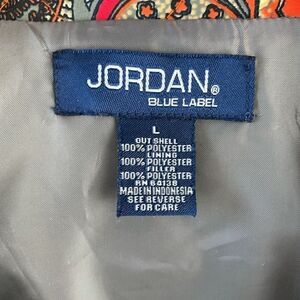 JORDAN®
BLUE LABEL
L
OUT SHELL
100% POLYESTER
LINING
100% POLYESTER
FILLER
100% POLYESTER
RN 64138
MADE IN INDONESIA
SEE REVERSE
FOR CARE